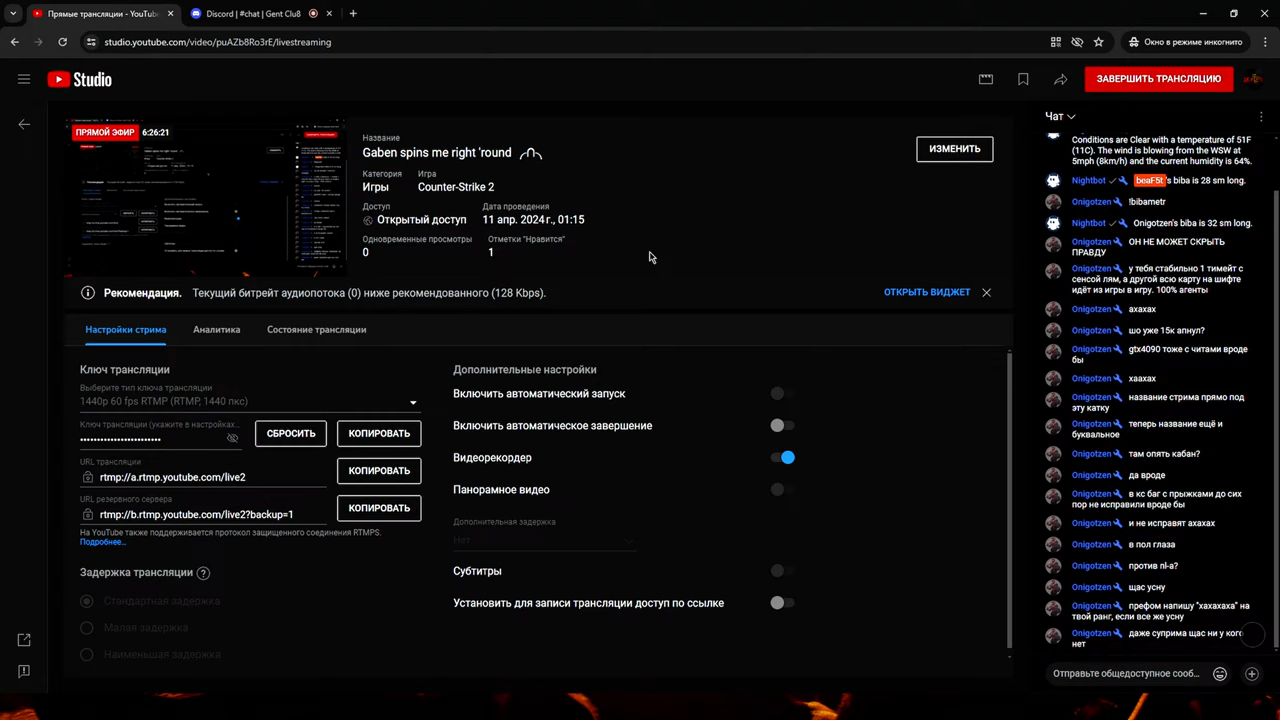 Прямые трансляции - YouTu
Discord | #chat | Gent Clu8
studio.youtube.com/video/puAZb8Ro3rE/livestreaming
Окно в режиме инкогнито
Studio
ЗАВЕРШИТЬ ТРАНСЛЯЦИЮ
ПРЯМОЙ ЭФИР 6:26:21
Название
Gaben spins me right 'round
ИЗМЕНИТЬ
Категория Игра
Игры Counter-Strike 2
Доступ Дата проведения
Открытый доступ 11 апр. 2024 г., 01:15
Одновременные просмотры Отметки "Нравится"
0 1
Рекомендация. Текущий битрейт аудиопотока (0) ниже рекомендованного (128 Kbps).
ОТКРЫТЬ ВИДЖЕТ
Настройки стрима Аналитика Состояние трансляции
Ключ трансляции
Выберите тип ключа трансляции
1440p 60 fps RTMP (RTMP, 1440 пкс)
Ключ трансляции (укажите в настройках...
СБРОСИТЬ КОПИРОВАТЬ
URL трансляции
rtmp://a.rtmp.youtube.com/live2
КОПИРОВАТЬ
URL резервного сервера
rtmp://b.rtmp.youtube.com/live2?backup=1
КОПИРОВАТЬ
На YouTube также поддерживается протокол защищенного соединения RTMPS.
Подробнее...
Задержка трансляции
Стандартная задержка
Малая задержка
Наименьшая задержка
Дополнительные настройки
Включить автоматический запуск
Включить автоматическое завершение
Видеорекордер
Панорамное видео
Дополнительная задержка
Нет
Субтитры
Установить для записи трансляции доступ по ссылке
Чат
Conditions are Clear with a temperature of 51F
(11C). The wind is blowing from the WSW at
5mph (8km/h) and the current humidity is 64%.
Nightbot beaF5t's biba is 28 sm long.
Onigotzen !bibametr
Nightbot Onigotzen's biba is 32 sm long.
Onigotzen ОН НЕ МОЖЕТ СКРЫТЬ
ПРАВДУ
Onigotzen у тебя стабильно 1 тимейт с
сенсой лям, а другой всю карту на шифте
идёт из игры в игру. 100% агенты
Onigotzen ахахах
Onigotzen шо уже 15к апнул?
Onigotzen gtx4090 тоже с читами вроде
бы
Onigotzen хаахах
Onigotzen название стрима прямо под
эту катку
Onigotzen теперь название ещё и
буквальное
Onigotzen там опять кабан?
Onigotzen да вроде
Onigotzen в кс баг с прыжками до сих
пор не исправили вроде бы
Onigotzen и не исправят ахахах
Onigotzen в пол глаза
Onigotzen против nl-а?
Onigotzen щас усну
Onigotzen префом напишу "хахахаха" на
твой ранг, если все же усну
Onigotzen даже суприма щас ни у кого
нет
Отправьте общедоступное сооб...